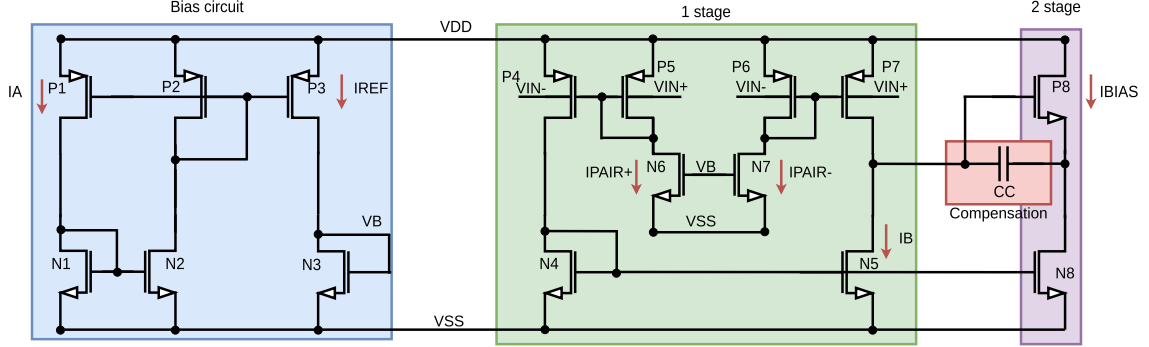 Bias circuit
1 stage
2 stage
VDD
IA
P1
P2
P3
IREF
P4
VIN-
P5
VIN+
P6
VIN-
P7
VIN+
P8
IBIAS
N6
VB
N7
IPAIR+
IPAIR-
CC
Compensation
VSS
VB
IB
N1
N2
N3
N4
N5
N8
VSS